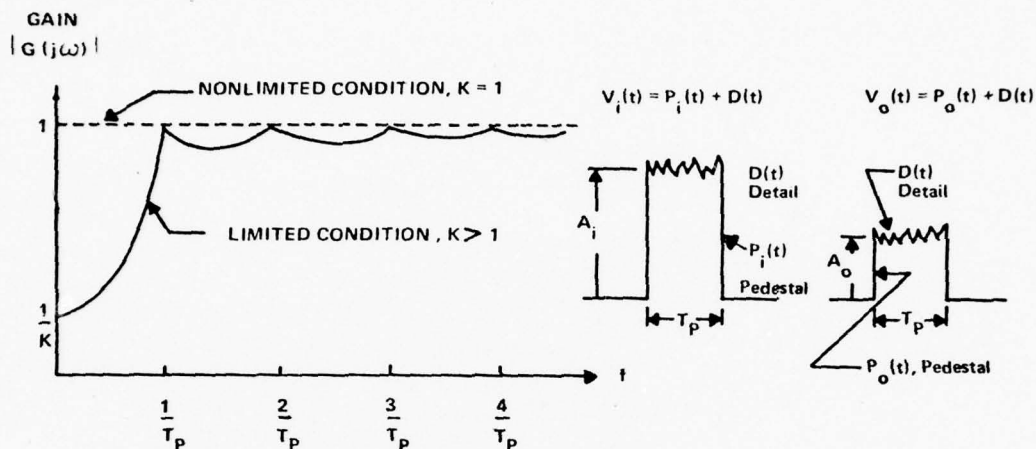 GAIN
|G(jω)|
NONLIMITED CONDITION, K = 1
1
LIMITED CONDITION, K > 1
1
K
1
T_P
2
T_P
3
T_P
4
T_P
f
V_i(t) = P_i(t) + D(t)
D(t)
Detail
A_i
P_i(t)
Pedestal
T_P
V_o(t) = P_o(t) + D(t)
D(t)
Detail
A_o
T_P
P_o(t), Pedestal